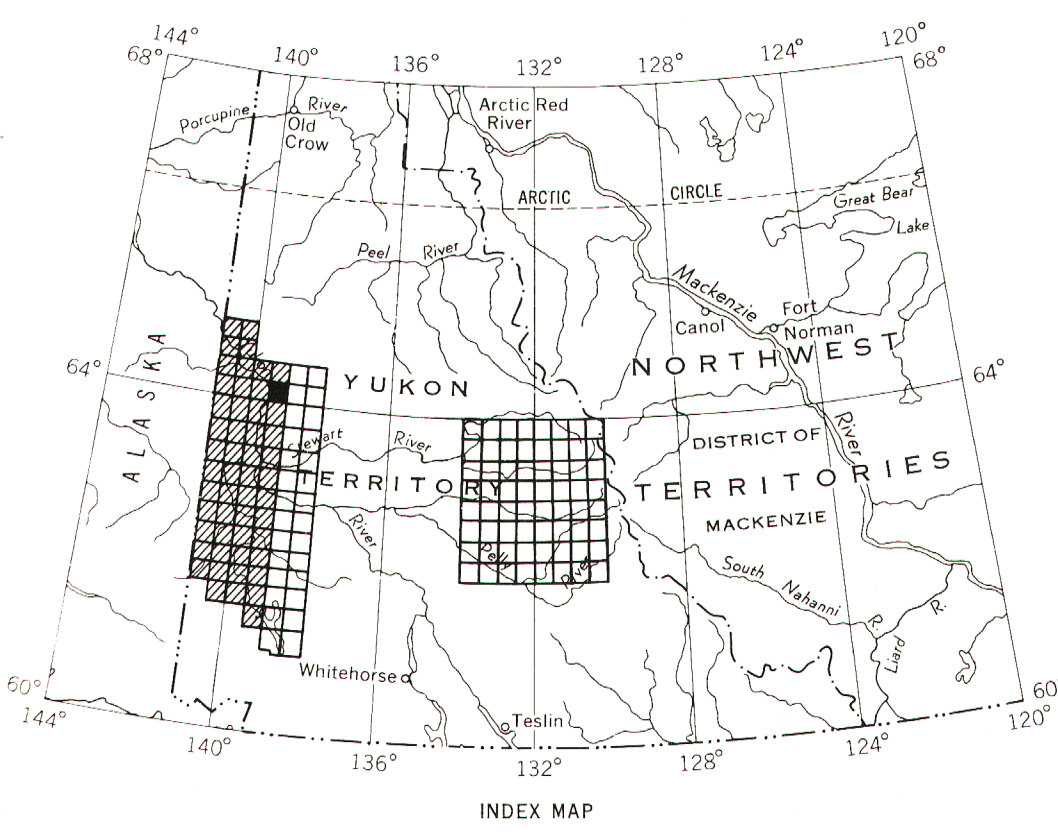 144°
140°
136°
132°
128°
124°
120°
68°
68°
Porcupine River
Old
Crow
Arctic Red
River
ARCTIC CIRCLE
Great Bear
Lake
Peel River
Mackenzie
Fort
Norman
Canol
ALASKA
64°
YUKON
NORTHWEST
64°
Stewart River
DISTRICT OF
River
TERRITORY
TERRITORIES
MACKENZIE
River
Pelly
River
South Nahanni
R.
R.
Liard
Whitehorse
Teslin
60°
60
144°
140°
136°
132°
128°
124°
120°
INDEX MAP